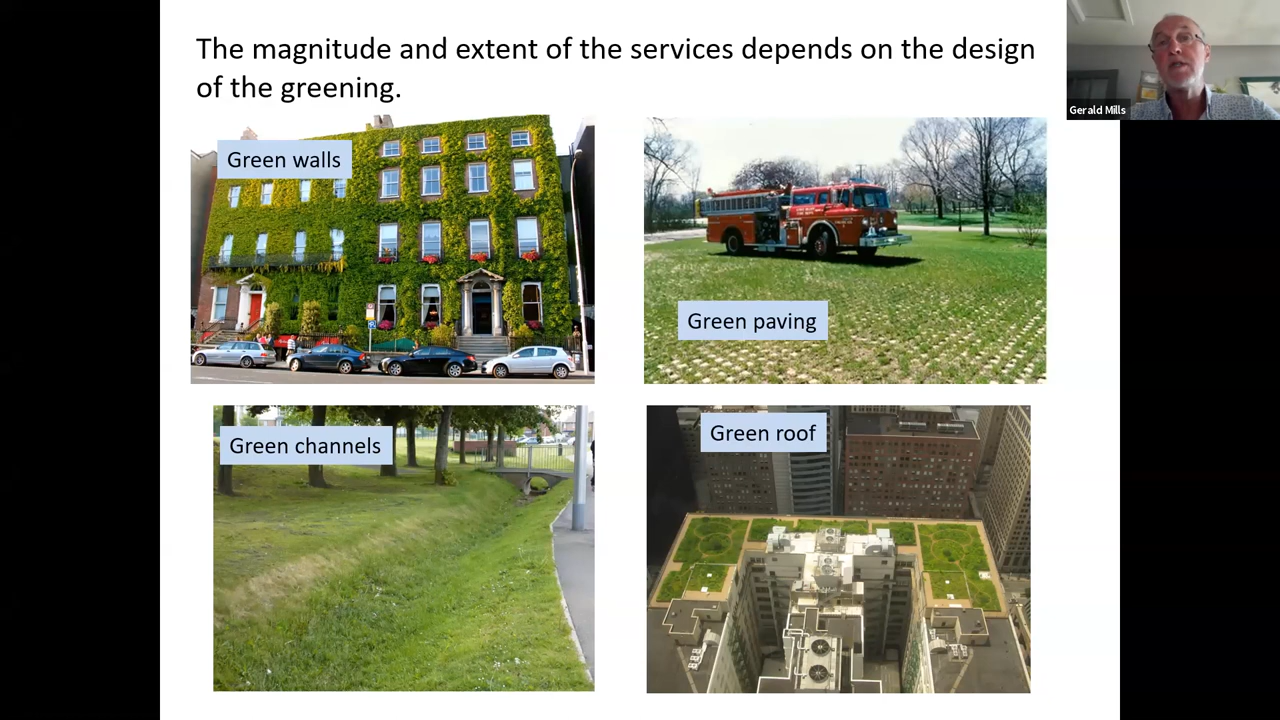 The magnitude and extent of the services depends on the design
of the greening.
Gerald Mills
Green walls
Green paving
Green channels
Green roof